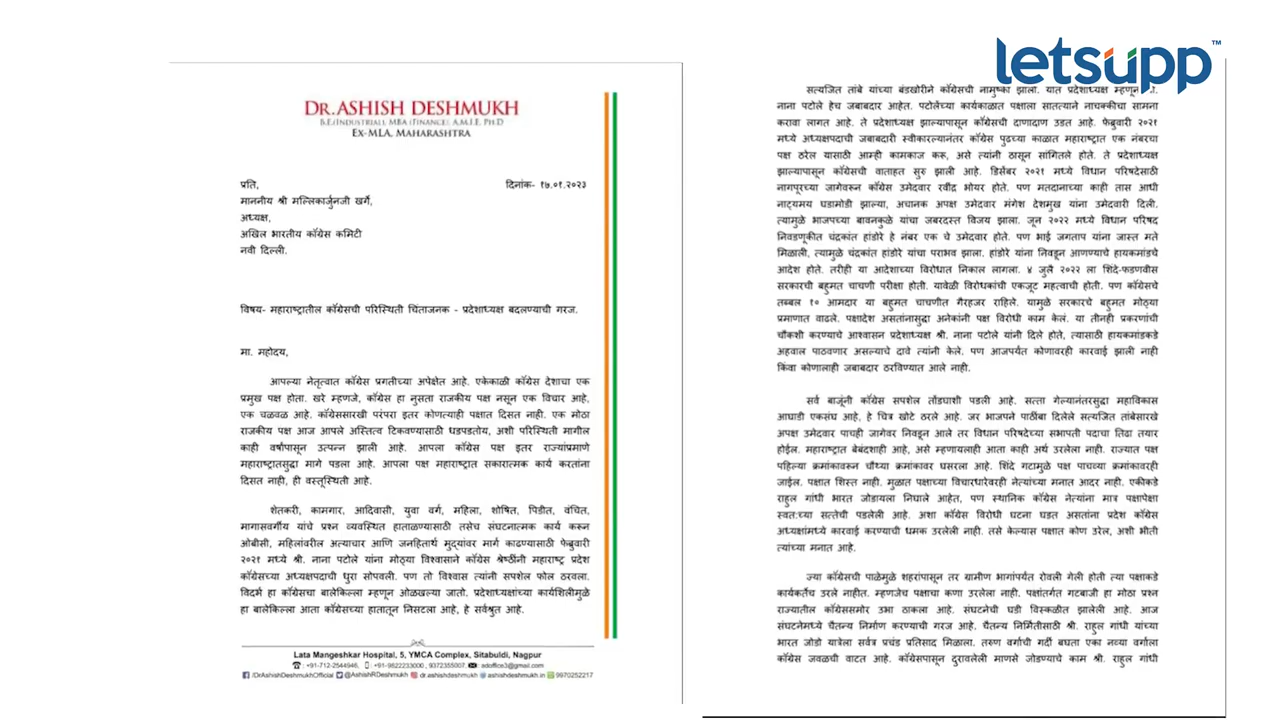 letsupp™
DR.ASHISH DESHMUKH
B.E.(INDUSTRIAL), MBA (FINANCE), A.M.I.E, PH.D
EX-MLA, MAHARASHTRA
प्रति,
दिनांक- १७.०१.२०२३
माननीय श्री मल्लिकार्जुनजी खर्गे,
अध्यक्ष,
अखिल भारतीय काँग्रेस कमिटी
नवी दिल्ली.
विषय- महाराष्ट्रातील काँग्रेसची परिस्थिती चिंताजनक - प्रदेशाध्यक्ष बदलण्याची गरज.
मा. महोदय,
आपल्या नेतृत्वात काँग्रेस प्रगतीच्या अपेक्षेत आहे. एकेकाळी काँग्रेस देशाचा एक
प्रमुख पक्ष होता. खरे म्हणजे, काँग्रेस हा नुसता राजकीय पक्ष नसून एक विचार आहे,
एक चळवळ आहे. काँग्रेससारखी परंपरा इतर कोणत्याही पक्षात दिसत नाही. एक मोठा
राजकीय पक्ष आज आपले अस्तित्व टिकवण्यासाठी धडपडतोय, अशी परिस्थिती मागील
काही वर्षांपासून उत्पन्न झाली आहे. आपला काँग्रेस पक्ष इतर राज्यांप्रमाणे
महाराष्ट्रातसुद्धा मागे पडला आहे. आपला पक्ष महाराष्ट्रात सकारात्मक कार्य करतांना
दिसत नाही, ही वस्तूस्थिती आहे.
शेतकरी, कामगार, आदिवासी, युवा वर्ग, महिला, शोषित, पिडीत, वंचित,
मागासवर्गीय यांचे प्रश्न व्यवस्थित हाताळण्यासाठी तसेच संघटनात्मक कार्य करून
ओबीसी, महिलांवरील अत्याचार आणि जनहितार्थ मुद्यांवर मार्ग काढण्यासाठी फेब्रुवारी
२०२१ मध्ये श्री. नाना पटोले यांना मोठ्या विश्वासाने काँग्रेस श्रेष्ठींनी महाराष्ट्र प्रदेश
काँग्रेसच्या अध्यक्षपदाची धुरा सोपवली. पण तो विश्वास त्यांनी सपशेल फोल ठरवला.
विदर्भ हा काँग्रेसचा बालेकिल्ला म्हणून ओळखल्या जातो. प्रदेशाध्यक्षांच्या कार्यशिलीमुळे
हा बालेकिल्ला आता काँग्रेसच्या हातातून निसटला आहे, हे सर्वश्रुत आहे.
Lata Mangeshkar Hospital, 5, YMCA Complex, Sitabuldi, Nagpur
: +91-712-2544946, : +91-9822233000, 9372355007: adoffice3@gmail.com
/DrAshishDeshmukhOfficial @AshishRDeshmukh dr.ashishdeshmukh ashishdeshmukh.in 9970252217
सत्यजित तांबे यांच्या बंडखोरीने काँग्रेसची नामुष्का झाली. यात प्रदेशाध्यक्ष
नाना पटोले हेच जबाबदार आहेत. पटोलेंच्या कार्यकाळात पक्षाला सातत्याने नाचक्कीचा सामना
करावा लागत आहे. ते प्रदेशाध्यक्ष झाल्यापासून काँग्रेसची दाणादाण उडत आहे. फेब्रुवारी २०२१
मध्ये अध्यक्षपदाची जबाबदारी स्वीकारल्यानंतर काँग्रेस पुढच्या काळात महाराष्ट्रात एक नंबरचा
पक्ष ठरेल यासाठी आम्ही कामकाज करू, असे त्यांनी ठासून सांगितले होते. ते प्रदेशाध्यक्ष
झाल्यापासून काँग्रेसची वाताहत सुरु झाली आहे. डिसेंबर २०२१ मध्ये विधान परिषदेसाठी
नागपूरच्या जागेवरून काँग्रेस उमेदवार रवींद्र भोयर होते. पण मतदानाच्या काही तास आधी
नाट्यमय घडामोडी झाल्या, अचानक अपक्ष उमेदवार मंगेश देशमुख यांना उमेदवारी दिली.
त्यामुळे भाजपच्या बावनकुळे यांचा जबरदस्त विजय झाला. जून २०२२ मध्ये विधान परिषद
निवडणूकीत चंद्रकांत हांडोरे हे नंबर एक चे उमेदवार होते. पण भाई जगताप यांना जास्त मते
मिळाली, त्यामुळे चंद्रकांत हांडोरे यांचा पराभव झाला. हांडोरे यांना निवडून आणण्याचे हायकमांडचे
आदेश होते. तरीही या आदेशाच्या विरोधात निकाल लागला. ४ जुलै २०२२ ला शिंदे-फडणवीस
सरकारची बहुमत चाचणी परीक्षा होती. यावेळी विरोधकांची एकजूट महत्वाची होती. पण काँग्रेसचे
तब्बल १० आमदार या बहुमत चाचणीत गैरहजर राहिले. यामुळे सरकारचे बहुमत मोठ्या
प्रमाणात वाढले. पक्षादेश असतांनासुद्धा अनेकांनी पक्ष विरोधी काम केलं. या तीनही प्रकरणांची
चौकशी करण्याचे आश्वासन प्रदेशाध्यक्ष श्री. नाना पटोले यांनी दिले होते, त्यासाठी हायकमांडकडे
अहवाल पाठवणार असल्याचे दावे त्यांनी केले. पण आजपर्यंत कोणावरही कारवाई झाली नाही
किंवा कोणालाही जबाबदार ठरविण्यात आले नाही.
सर्व बाजूंनी काँग्रेस सपशेल तोंडघाशी पडली आहे. सत्ता गेल्यानंतरसुद्धा महाविकास
आघाडी एकसंघ आहे, हे चित्र खोटे ठरले आहे. जर भाजपने पाठींबा दिलेले सत्यजित तांबेसारखे
अपक्ष उमेदवार पाचही जागेवर निवडून आले तर विधान परिषदेच्या सभापती पदाचा तिढा तयार
होईल. महाराष्ट्रात बेबंदशाही आहे, असे म्हणायलाही आता काही अर्थ उरलेला नाही. राज्यात पक्ष
पहिल्या क्रमांकावरून चौथ्या क्रमांकावर घसरला आहे. शिंदे गटामुळे पक्ष पाचव्या क्रमांकावरही
जाईल. पक्षात शिस्त नाही. मुळात पक्षाच्या विचारधारेवरही नेत्यांच्या मनात आदर नाही. एकीकडे
राहुल गांधी भारत जोडायला निघाले आहेत, पण स्थानिक काँग्रेस नेत्यांना मात्र पक्षापेक्षा
स्वतःच्या सत्तेची पडलेली आहे. अशा काँग्रेस विरोधी घटना घडत असतांना प्रदेश काँग्रेस
अध्यक्षांमध्ये कारवाई करण्याची धमक उरलेली नाही. तसे केल्यास पक्षात कोण उरेल, अशी भीती
त्यांच्या मनात आहे.
ज्या काँग्रेसची पाळेमुळे शहरांपासून तर ग्रामीण भागांपर्यंत रोवली गेली होती त्या पक्षाकडे
कार्यकर्तेच उरले नाहीत. म्हणजेच पक्षाचा कणा उरलेला नाही. पक्षांतर्गत गटबाजी हा मोठा प्रश्न
राज्यातील काँग्रेससमोर उभा ठाकला आहे. संघटनेची घडी विस्कळीत झालेली आहे. आज
संघटनेमध्ये चैतन्य निर्माण करण्याची गरज आहे. चैतन्य निर्मितीसाठी श्री. राहुल गांधी यांच्या
भारत जोडो यात्रेला सर्वत्र प्रचंड प्रतिसाद मिळाला. तरुण वर्गाची गर्दी बघता एका नव्या वर्गाला
काँग्रेस जवळची वाटत आहे. काँग्रेसपासून दुरावलेली माणसे जोडण्याचे काम श्री. राहुल गांधी